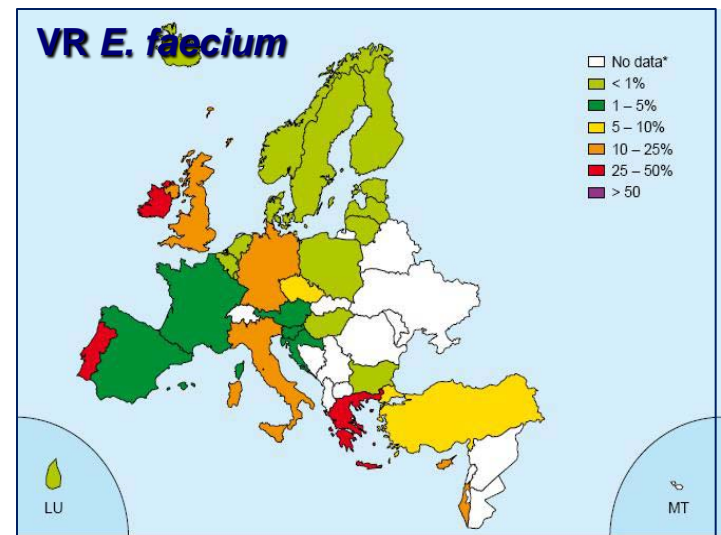 VR E. faecium
No data*
< 1%
1 – 5%
5 – 10%
10 – 25%
25 – 50%
> 50
LU
MT